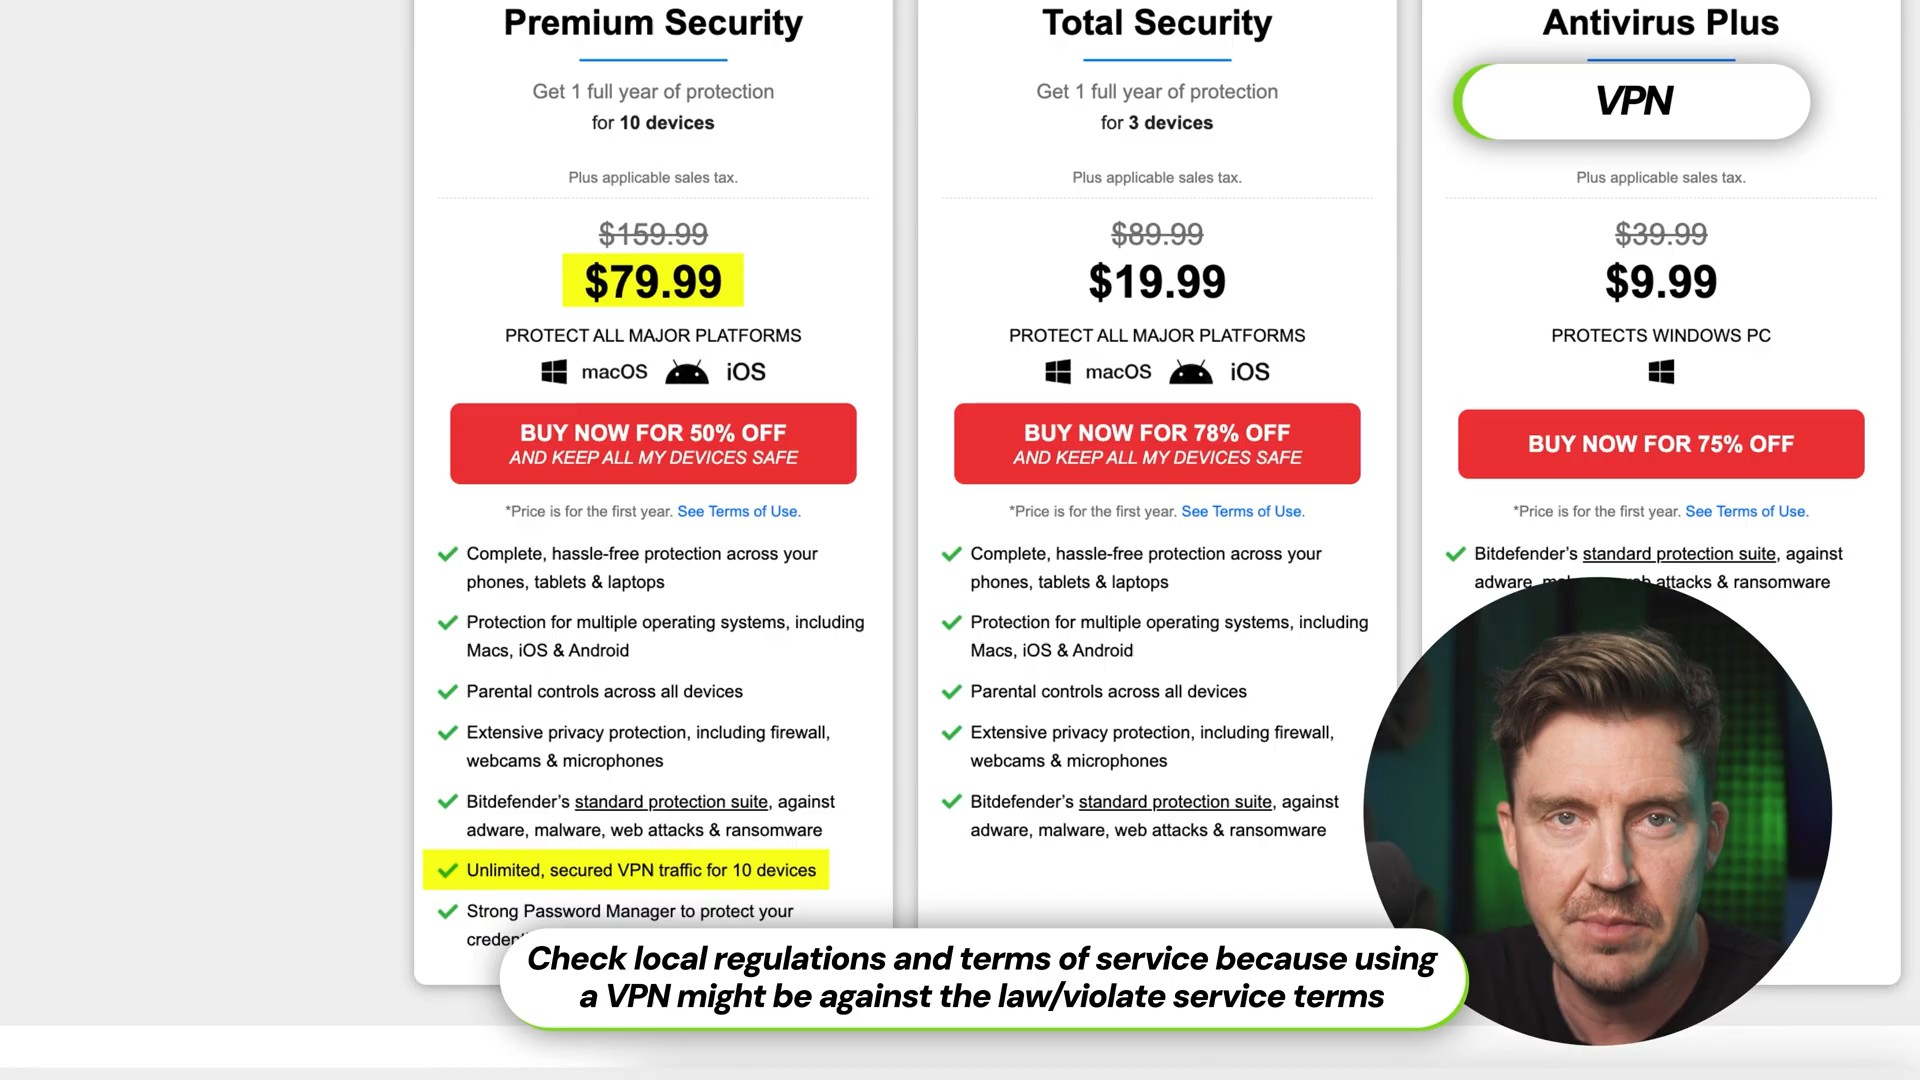 Premium Security
Get 1 full year of protection
for 10 devices
Plus applicable sales tax.
$159.99
$79.99
PROTECT ALL MAJOR PLATFORMS
macOS iOS
BUY NOW FOR 50% OFF
AND KEEP ALL MY DEVICES SAFE
*Price is for the first year. See Terms of Use.
Complete, hassle-free protection across your
phones, tablets & laptops
Protection for multiple operating systems, including
Macs, iOS & Android
Parental controls across all devices
Extensive privacy protection, including firewall,
webcams & microphones
Bitdefender’s standard protection suite, against
adware, malware, web attacks & ransomware
Unlimited, secured VPN traffic for 10 devices
Strong Password Manager to protect your
Total Security
Get 1 full year of protection
for 3 devices
Plus applicable sales tax.
$89.99
$19.99
PROTECT ALL MAJOR PLATFORMS
macOS iOS
BUY NOW FOR 78% OFF
AND KEEP ALL MY DEVICES SAFE
*Price is for the first year. See Terms of Use.
Complete, hassle-free protection across your
phones, tablets & laptops
Protection for multiple operating systems, including
Macs, iOS & Android
Parental controls across all devices
Extensive privacy protection, including firewall,
webcams & microphones
Bitdefender’s standard protection suite, against
adware, malware, web attacks & ransomware
Antivirus Plus
VPN
Plus applicable sales tax.
$39.99
$9.99
PROTECTS WINDOWS PC
BUY NOW FOR 75% OFF
*Price is for the first year. See Terms of Use.
Bitdefender’s standard protection suite, against
adware, attacks & ransomware
Check local regulations and terms of service because using
a VPN might be against the law/violate service terms